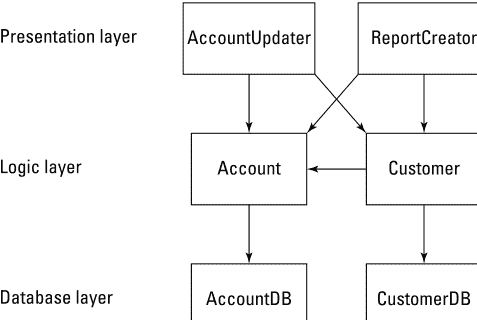 Presentation layer AccountUpdater ReportCreator
Logic layer Account Customer
Database layer AccountDB CustomerDB